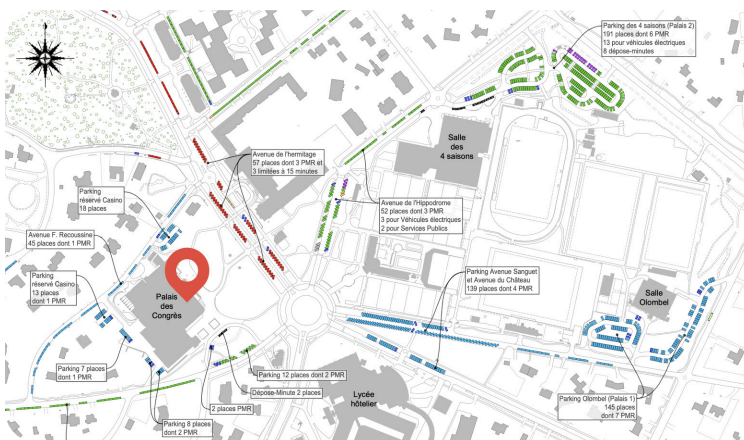 Parking des 4 saisons (Palais 2)
191 places dont 6 PMR
13 pour véhicules électriques
8 dépose-minutes
Salle
des
4 saisons
Avenue de l'hermitage
57 places dont 3 PMR et
3 limitées à 15 minutes
Parking
réservé Casino
18 places
Avenue de l'Hippodrome
52 places dont 3 PMR
3 pour Véhicules électriques
2 pour Services Publics
Avenue F. Recoussine
45 places dont 1 PMR
Parking
réservé Casino
13 places
dont 1 PMR
Palais
des
Congrès
Parking Avenue Sanguet
et Avenue du Château
139 places dont 4 PMR
Salle
Olombel
Parking 7 places
dont 1 PMR
Parking 12 places dont 2 PMR
Dépose-Minute 2 places
2 places PMR
Parking 8 places
dont 2 PMR
Lycée
hôtelier
Parking Olombel (Palais 1)
145 places
dont 7 PMR